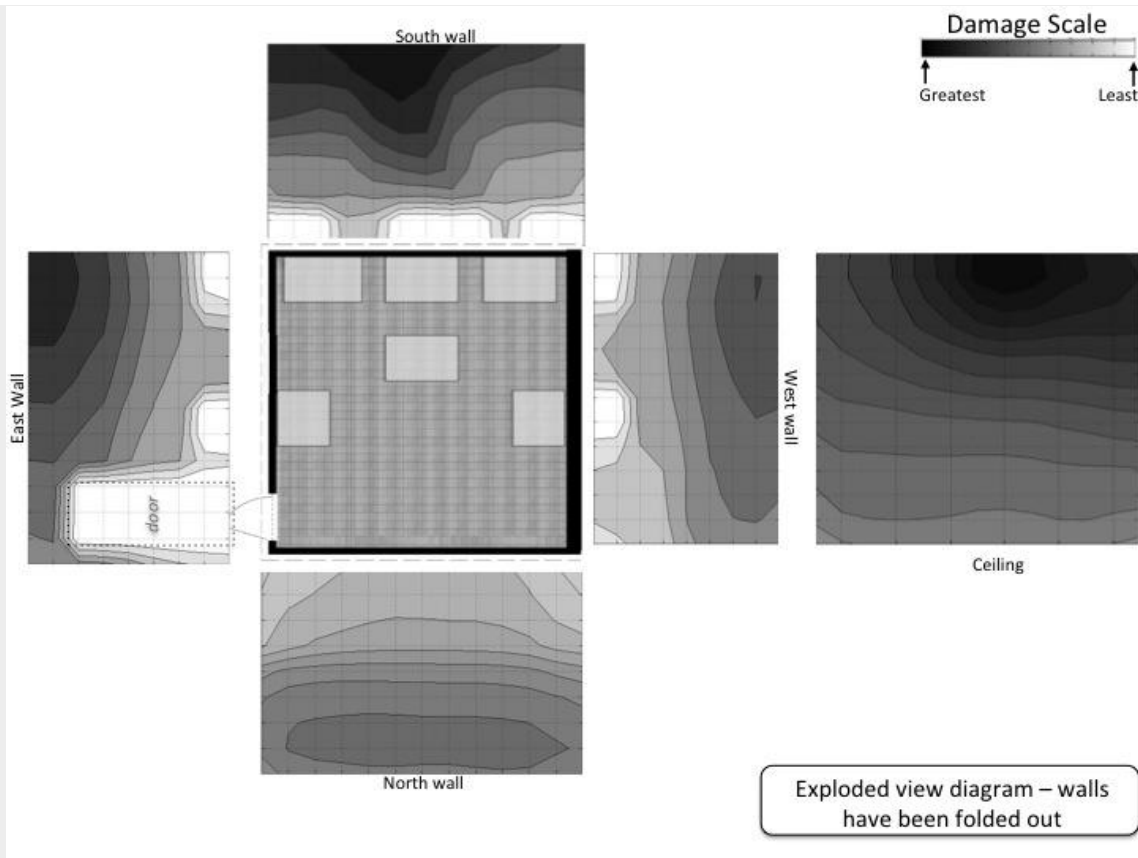 South wall
Damage Scale
Greatest
Least
East Wall
door
West wall
Ceiling
North wall
Exploded view diagram – walls
have been folded out